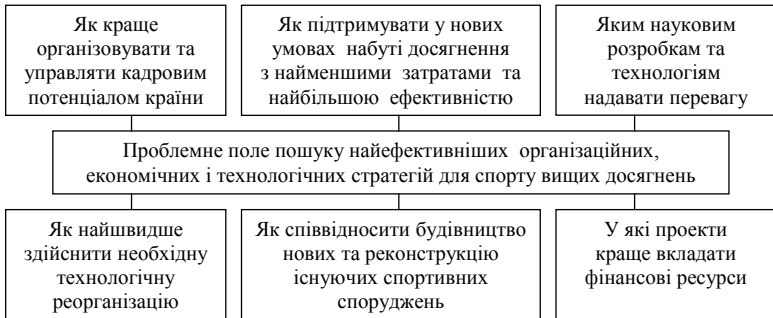 Як краще
організовувати та
управляти кадровим
потенціалом країни
Як підтримувати у нових
умовах набуті досягнення
з найменшими затратами та
найбільшою ефективністю
Яким науковим
розробкам та
технологіям
надавати перевагу
Проблемне поле пошуку найефективніших організаційних,
економічних і технологічних стратегій для спорту вищих досягнень
Як найшвидше
здійснити необхідну
технологічну
реорганізацію
Як співвідносити будівництво
нових та реконструкцію
існуючих спортивних
споруджень
У які проекти
краще вкладати
фінансові ресурси